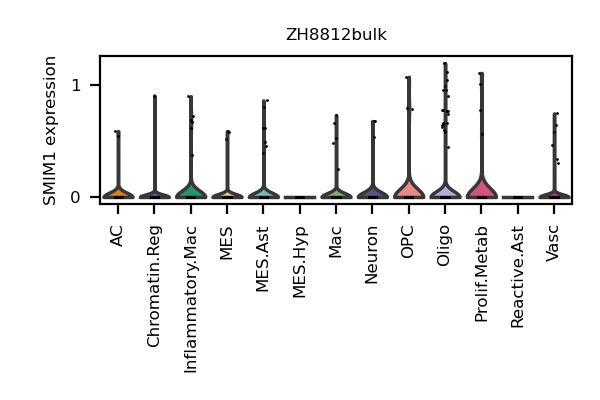 ZH8812bulk
SMIM1 expression
1
0
AC
Chromatin.Reg
Inflammatory.Mac
MES
MES.Ast
MES.Hyp
Mac
Neuron
OPC
Oligo
Prolif.Metab
Reactive.Ast
Vasc